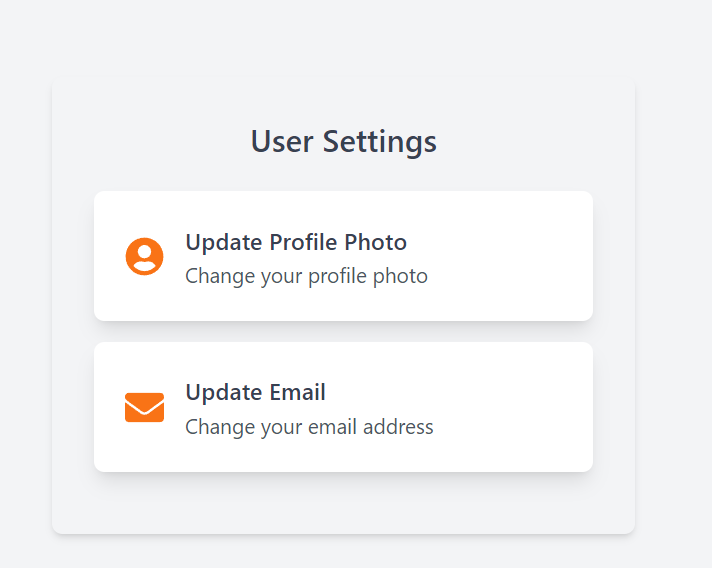 User Settings
Update Profile Photo
Change your profile photo
Update Email
Change your email address